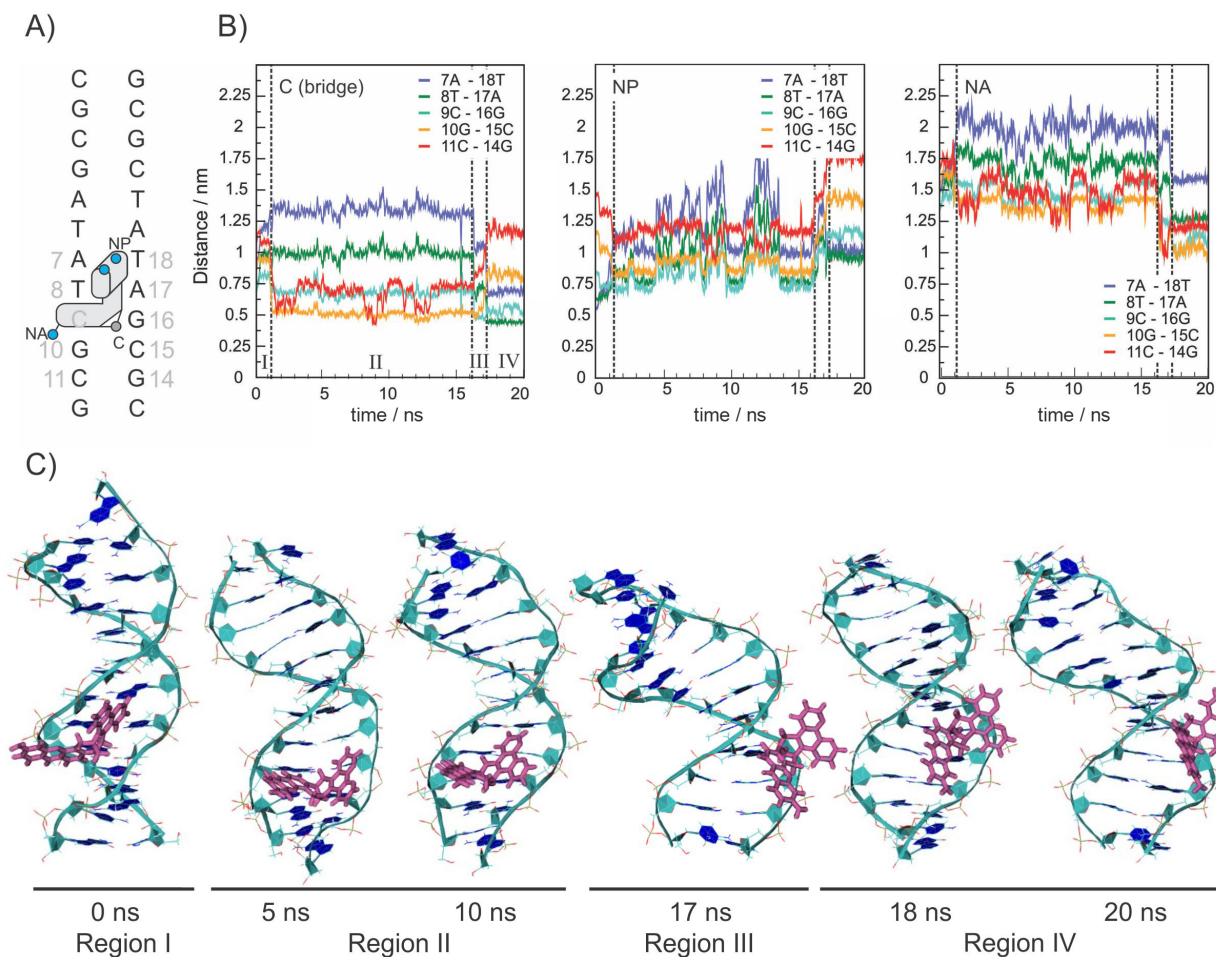 A)
B)
C G
G C
C G
G C
A T
T A
NP
7 A T 18
8 T A 17
C G 16
NA C
10 G C 15
11 C G 14
G C
Distance / nm
2.25
2
1.75
1.5
1.25
1
0.75
0.5
0.25
0
C (bridge)
7A - 18T
8T - 17A
9C - 16G
10G - 15C
11C - 14G
I II III IV
0 5 10 15 20
time / ns
2.25
2
1.75
1.5
1.25
1
0.75
0.5
0.25
0
NP
7A - 18T
8T - 17A
9C - 16G
10G - 15C
11C - 14G
0 5 10 15 20
time / ns
2.25
2
1.75
1.5
1.25
1
0.75
0.5
0.25
0
NA
7A - 18T
8T - 17A
9C - 16G
10G - 15C
11C - 14G
0 5 10 15 20
time / ns
C)
0 ns 5 ns 10 ns 17 ns 18 ns 20 ns
Region I Region II Region III Region IV